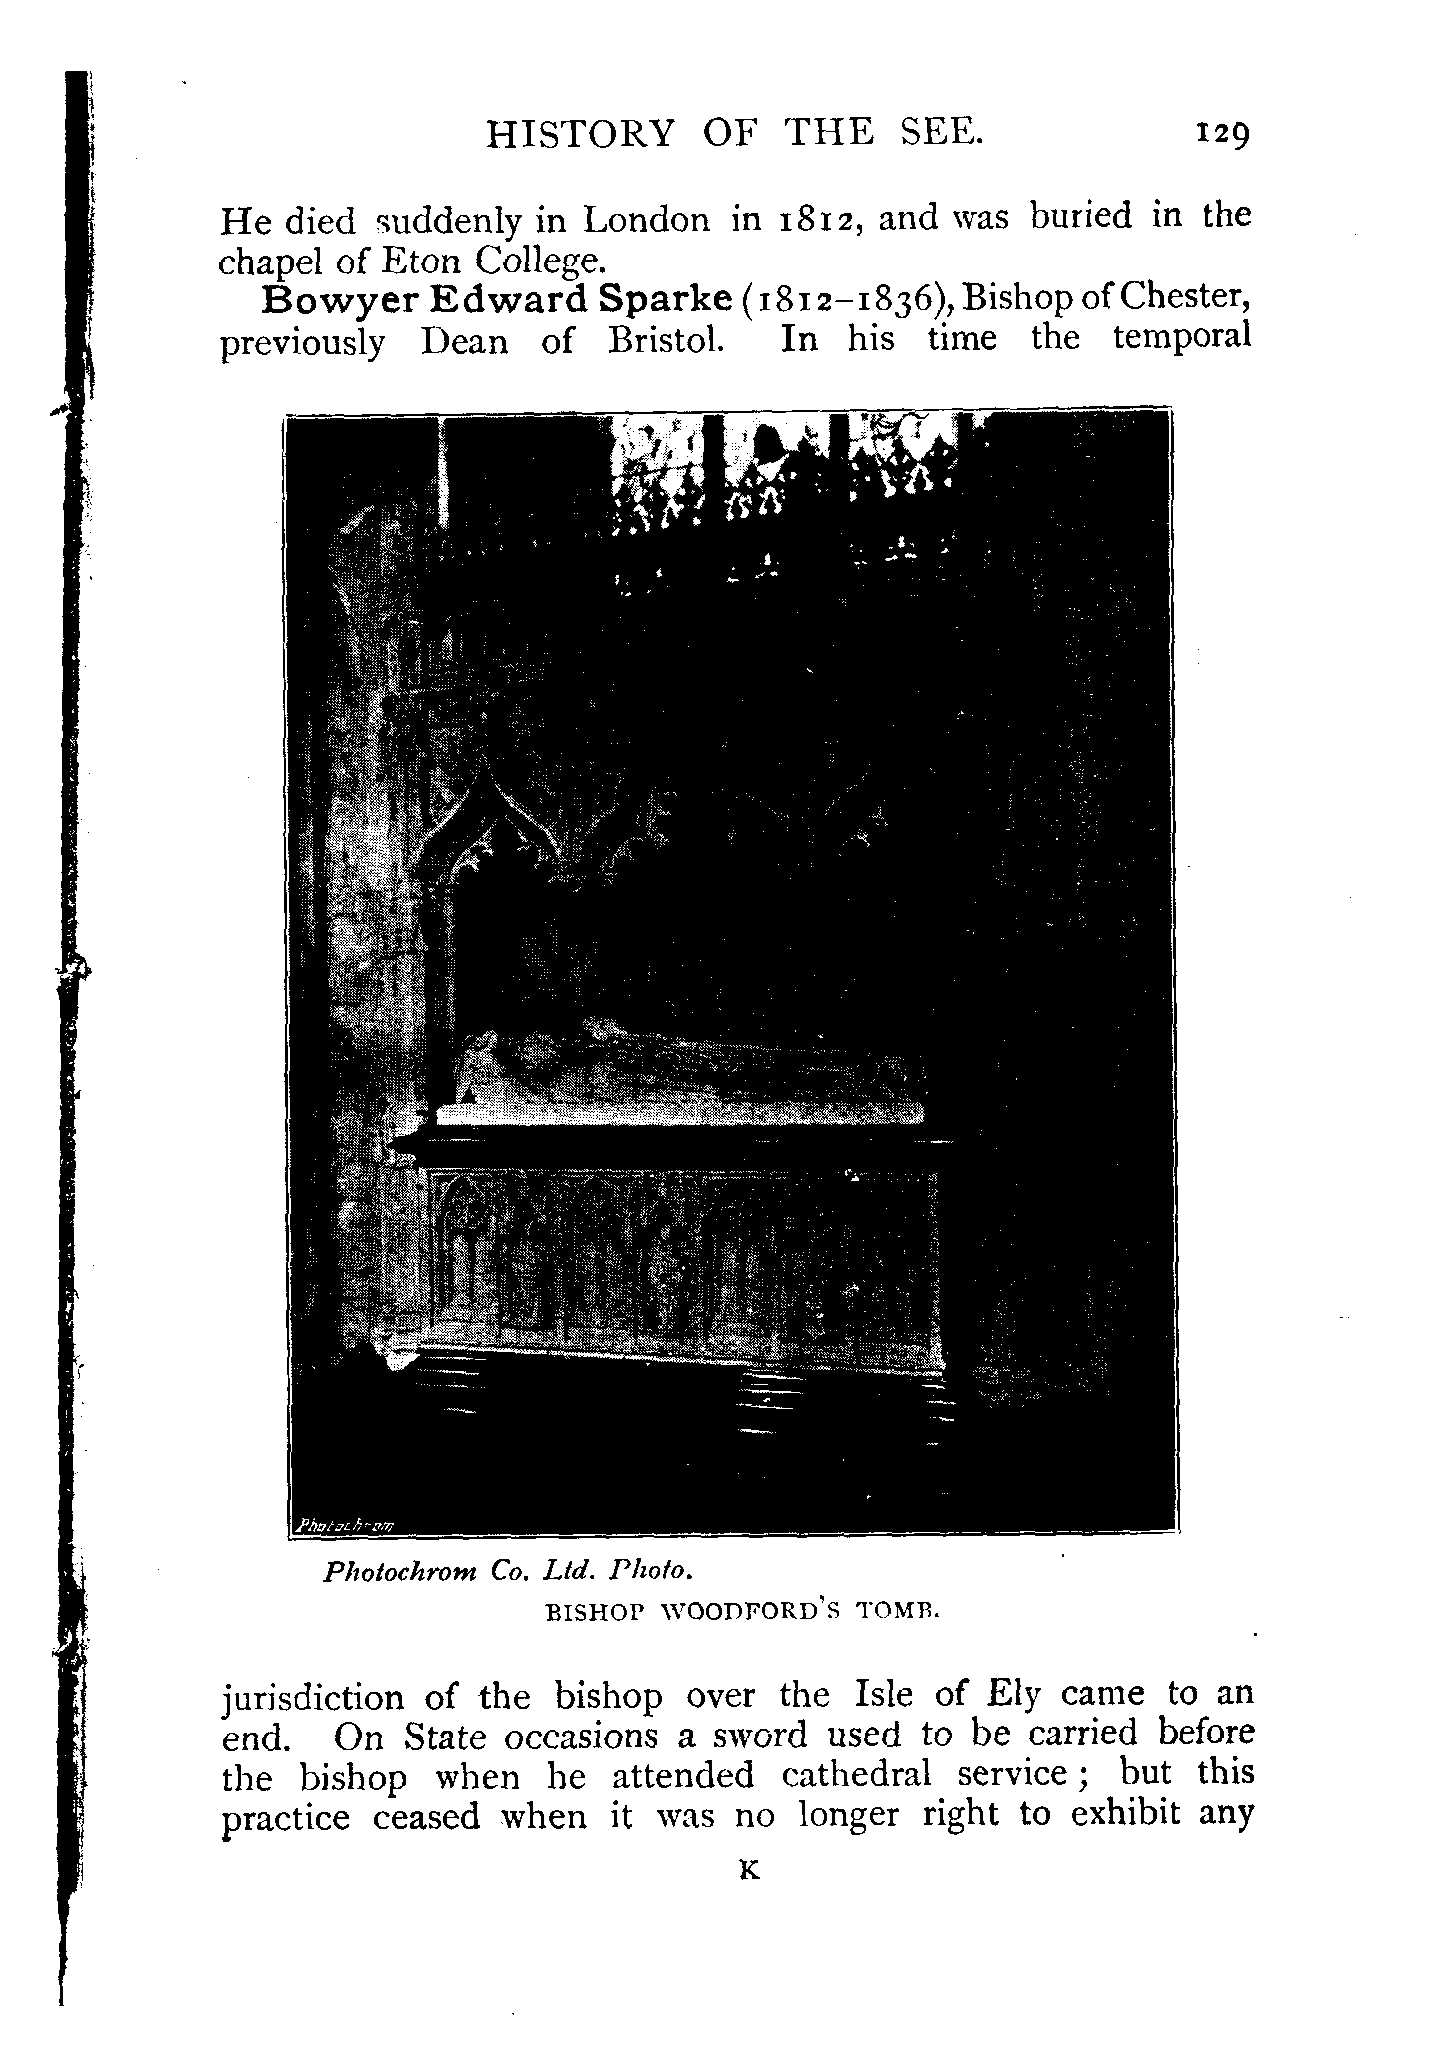 HISTORY OF THE SEE. 129
He died suddenly in London in 1812, and was buried in the
chapel of Eton College.
Bowyer Edward Sparke (1812–1836), Bishop of Chester,
previously Dean of Bristol. In his time the temporal
Photochrom
Photochrom Co. Ltd. Photo.
BISHOP WOODFORD'S TOMB.
jurisdiction of the bishop over the Isle of Ely came to an
end. On State occasions a sword used to be carried before
the bishop when he attended cathedral service ; but this
practice ceased when it was no longer right to exhibit any
K